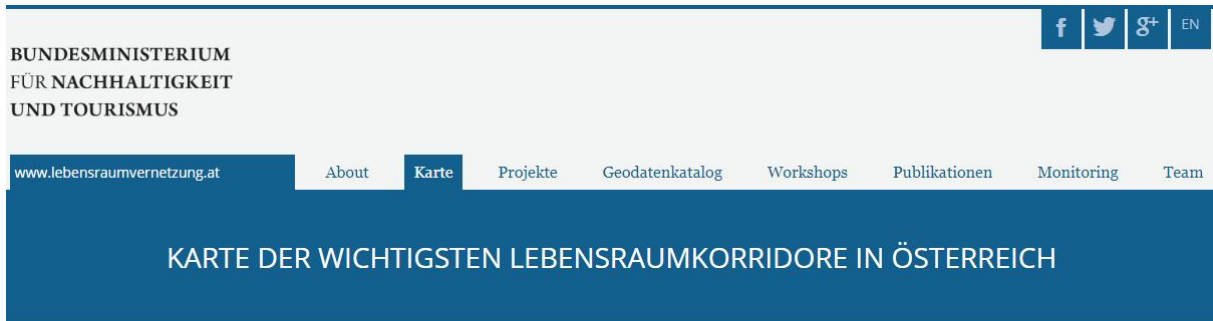 f g+ EN
BUNDESMINISTERIUM
FÜR NACHHALTIGKEIT
UND TOURISMUS
www.lebensraumvernetzung.at About Karte Projekte Geodatenkatalog Workshops Publikationen Monitoring Team
KARTE DER WICHTIGSTEN LEBENSRAUMKORRIDORE IN ÖSTERREICH